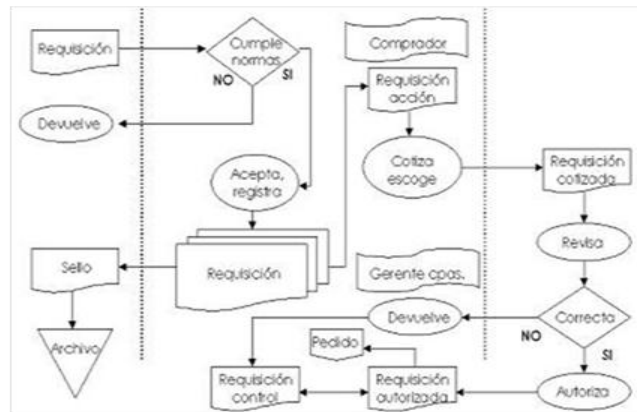 Requisición
Cumple
normas
NO
SI
Comprador
Requisición
acción
Devuelve
Acepta,
registra
Cotiza
escoge
Requisición
cotizada
Revisa
Sello
Requisición
Gerente cpas.
Devuelve
Correcta
NO
SI
Archivo
Pedido
Requisición
control
Requisición
autorizada
Autoriza